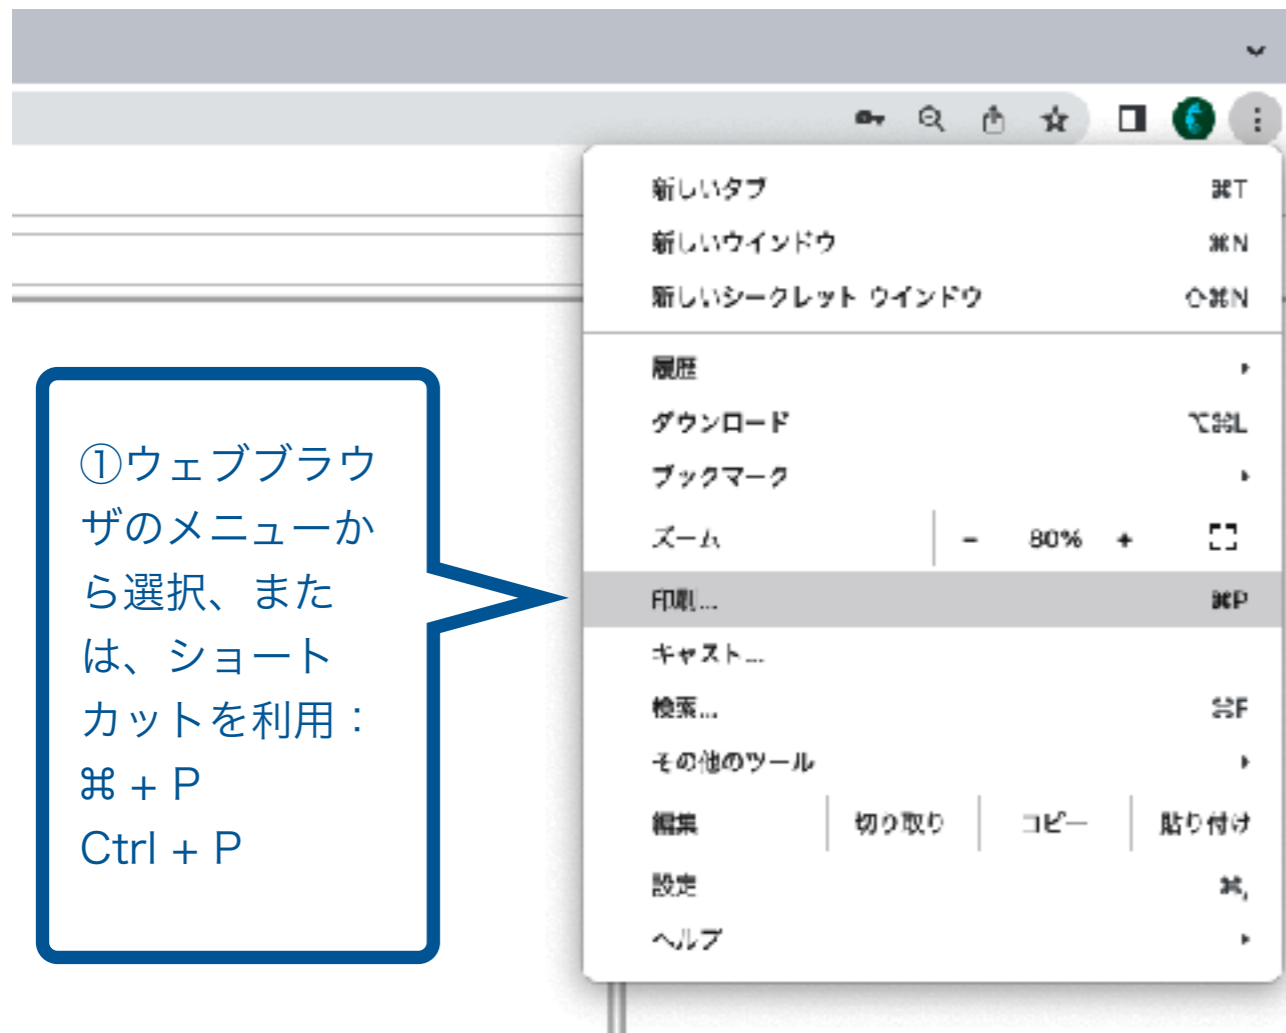 新しいタブ ⌘T
新しいウインドウ ⌘N
新しいシークレット ウインドウ ⇧⌘N
履歴
ダウンロード ⌥⌘L
ブックマーク
ズーム - 80% +
印刷... ⌘P
キャスト...
検索... ⌘F
その他のツール
編集 切り取り コピー 貼り付け
設定 ⌘,
ヘルプ
①ウェブブラウ
ザのメニューか
ら選択、また
は、ショート
カットを利用：
⌘ + P
Ctrl + P